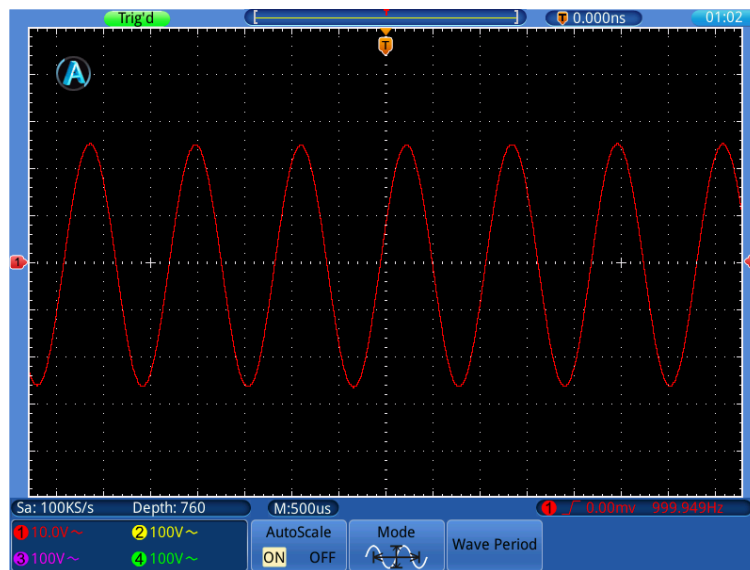 Trig'd
[ ]
T 0.000ns
01:02
T
A
1
Sa: 100KS/s Depth: 760
M:500us
1 0.00mv 999.949Hz
1 10.0V~ 2 100V~
3 100V~ 4 100V~
AutoScale
ON OFF
Mode
Wave Period